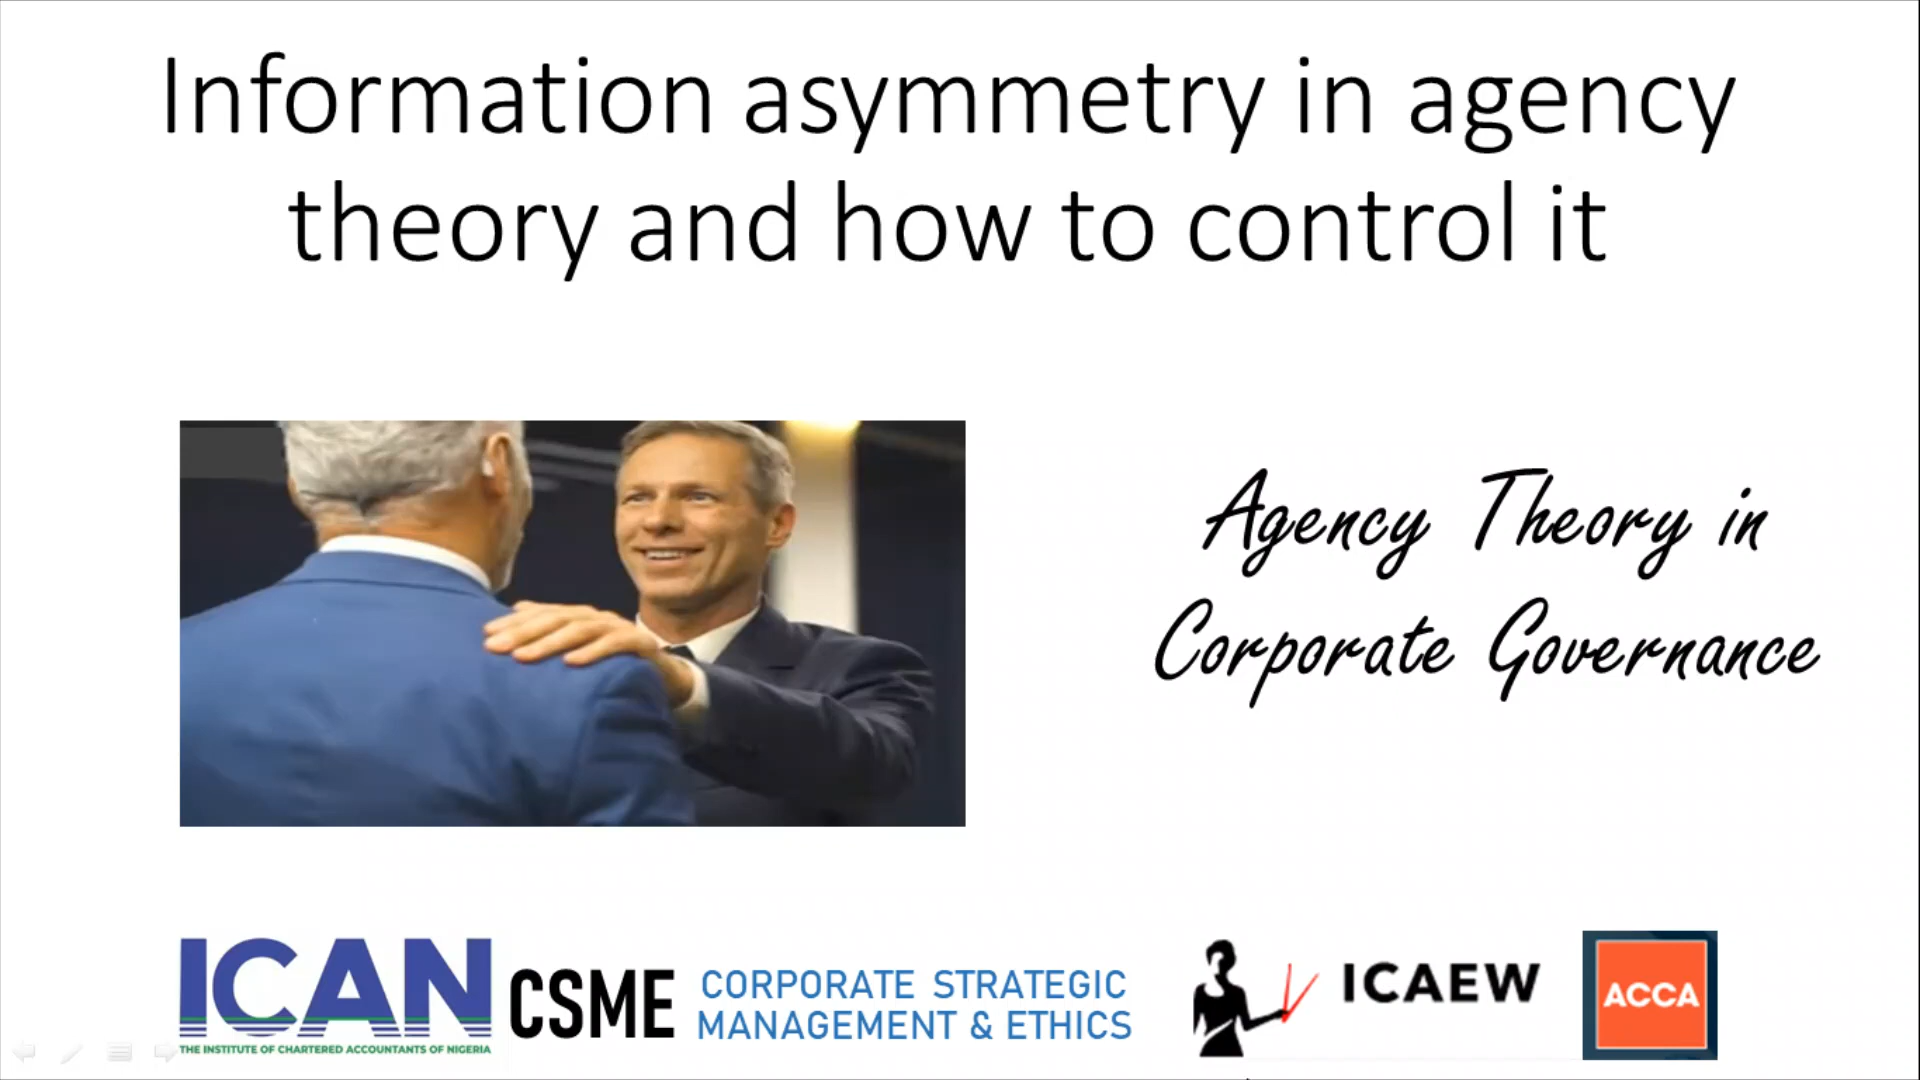 Information asymmetry in agency
theory and how to control it
Agency Theory in
Corporate Governance
ICAN
THE INSTITUTE OF CHARTERED ACCOUNTANTS OF NIGERIA
CSME
CORPORATE STRATEGIC
MANAGEMENT & ETHICS
ICAEW
ACCA